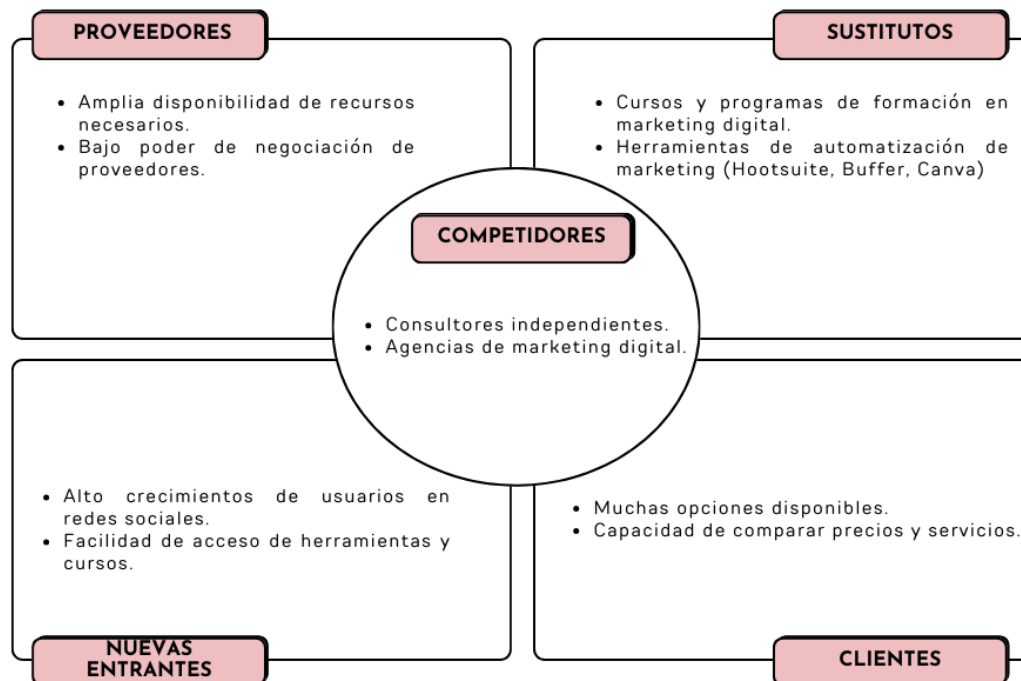 PROVEEDORES
• Amplia disponibilidad de recursos
necesarios.
• Bajo poder de negociación de
proveedores.
SUSTITUTOS
• Cursos y programas de formación en
marketing digital.
• Herramientas de automatización de
marketing (Hootsuite, Buffer, Canva)
COMPETIDORES
• Consultores independientes.
• Agencias de marketing digital.
• Alto crecimientos de usuarios en
redes sociales.
• Facilidad de acceso de herramientas y
cursos.
NUEVAS
ENTRANTES
• Muchas opciones disponibles.
• Capacidad de comparar precios y servicios.
CLIENTES